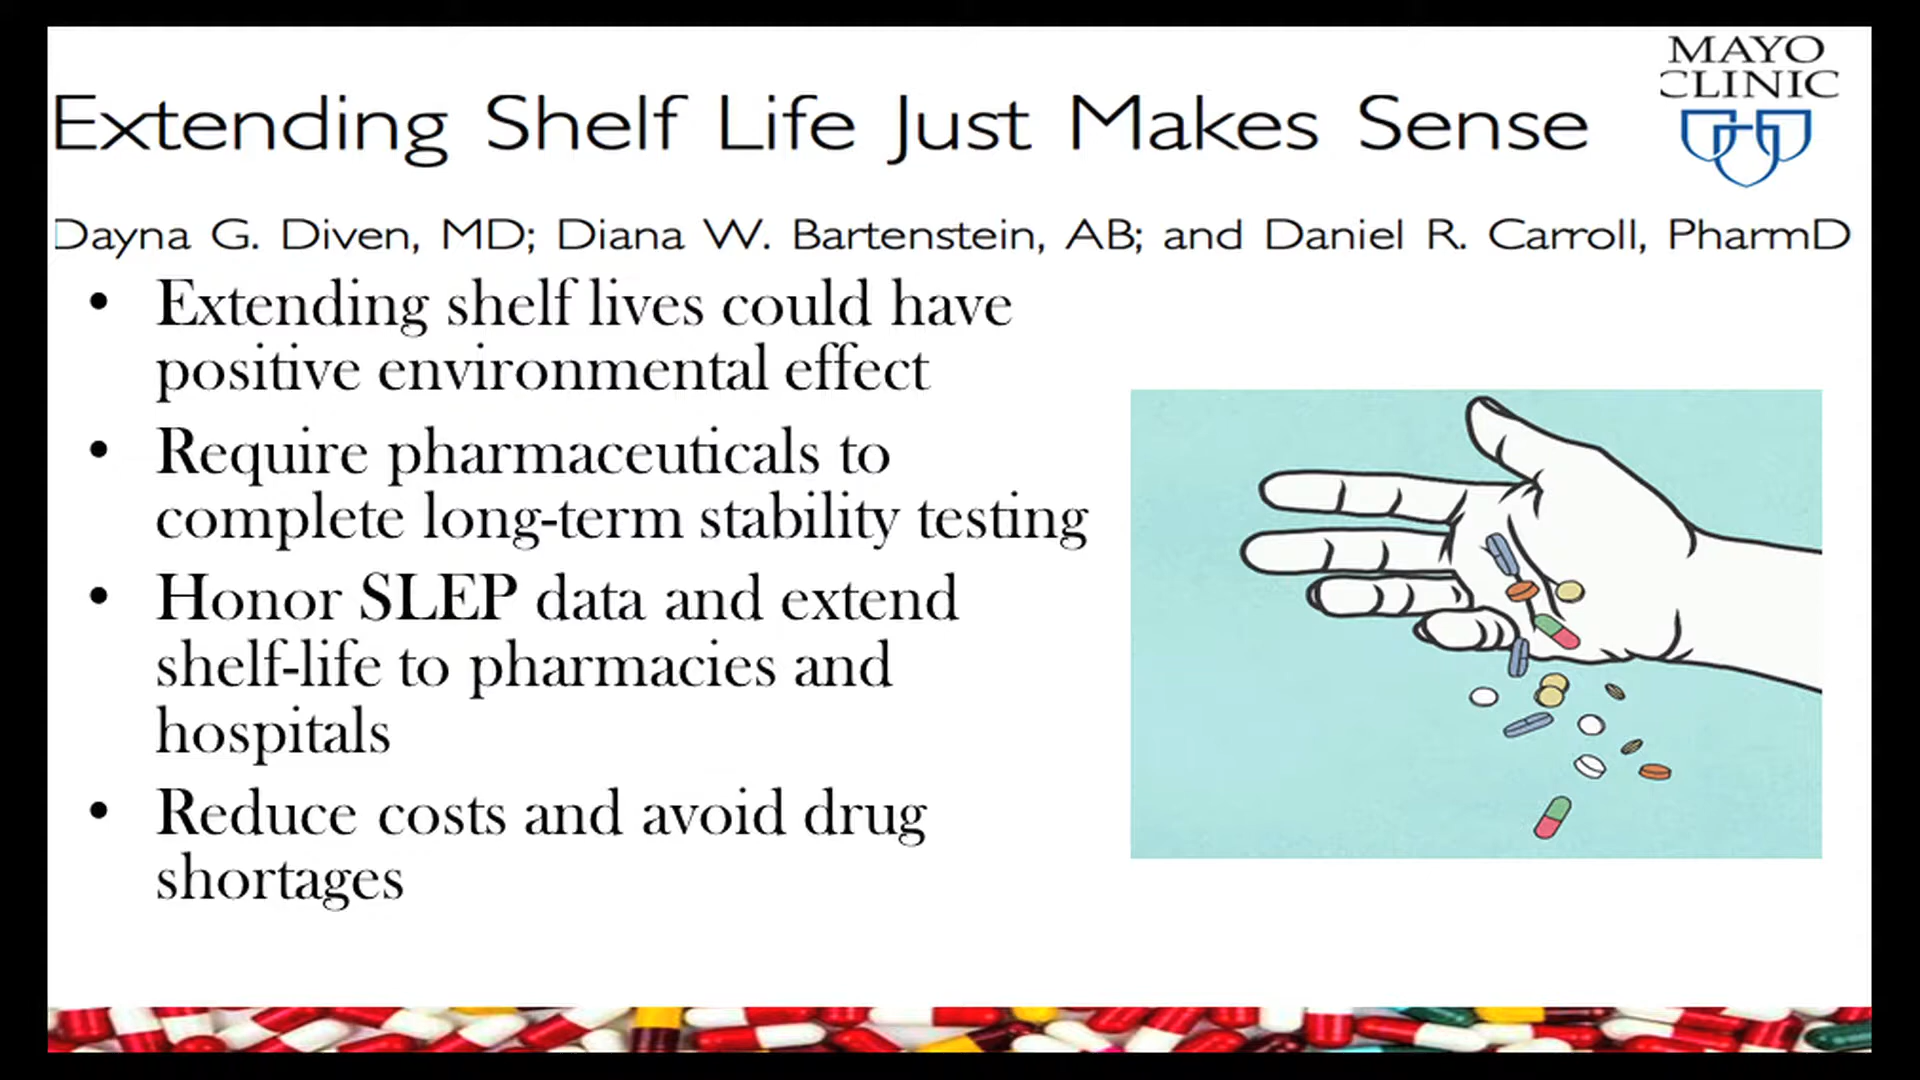 MAYO
CLINIC
Extending Shelf Life Just Makes Sense
Dayna G. Diven, MD; Diana W. Bartenstein, AB; and Daniel R. Carroll, PharmD
• Extending shelf lives could have
positive environmental effect
• Require pharmaceuticals to
complete long-term stability testing
• Honor SLEP data and extend
shelf-life to pharmacies and
hospitals
• Reduce costs and avoid drug
shortages